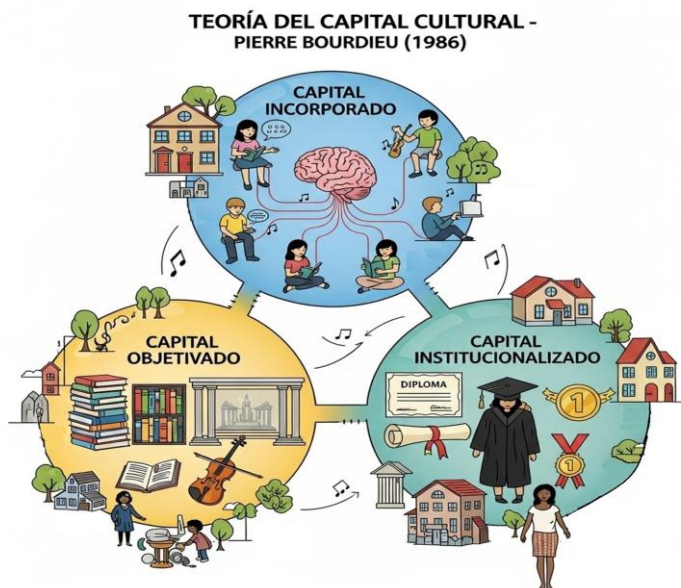 TEORÍA DEL CAPITAL CULTURAL -
PIERRE BOURDIEU (1986)
CAPITAL
INCORPORADO
CAPITAL
OBJETIVADO
CAPITAL
INSTITUCIONALIZADO
DIPLOMA
1
1